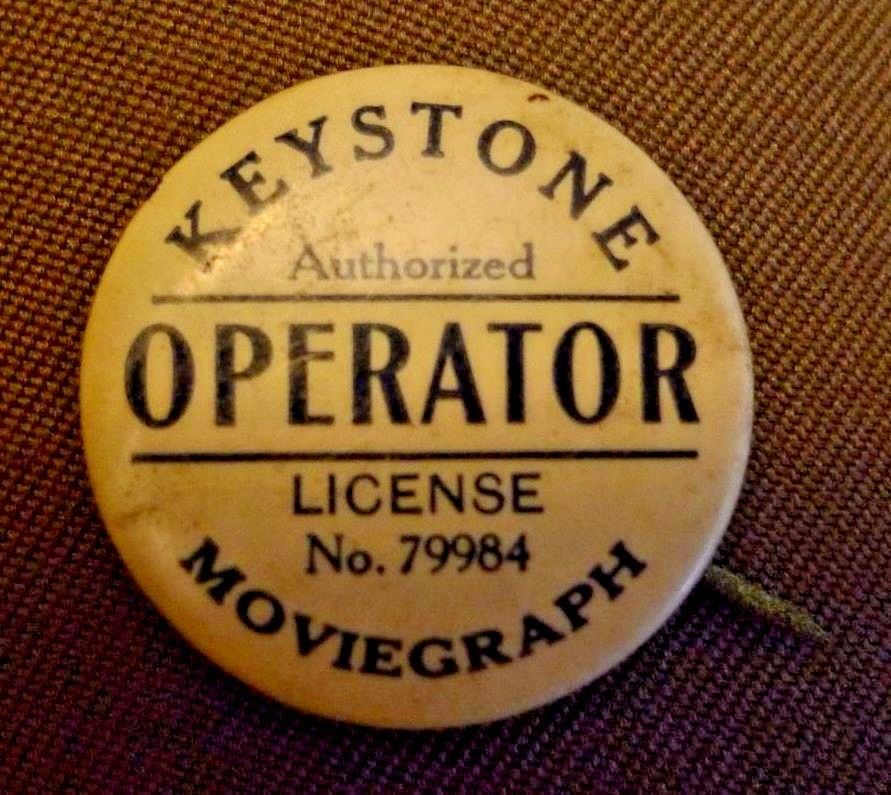 KEYSTONE
Authorized
OPERATOR
LICENSE
No. 79984
MOVIEGRAPH